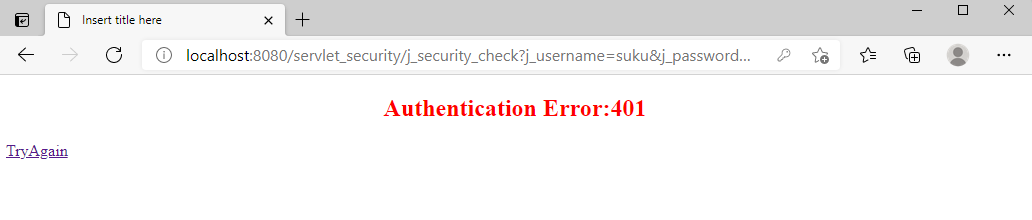 Insert title here
localhost:8080/servlet_security/j_security_check?j_username=suku&j_password...
Authentication Error:401
TryAgain